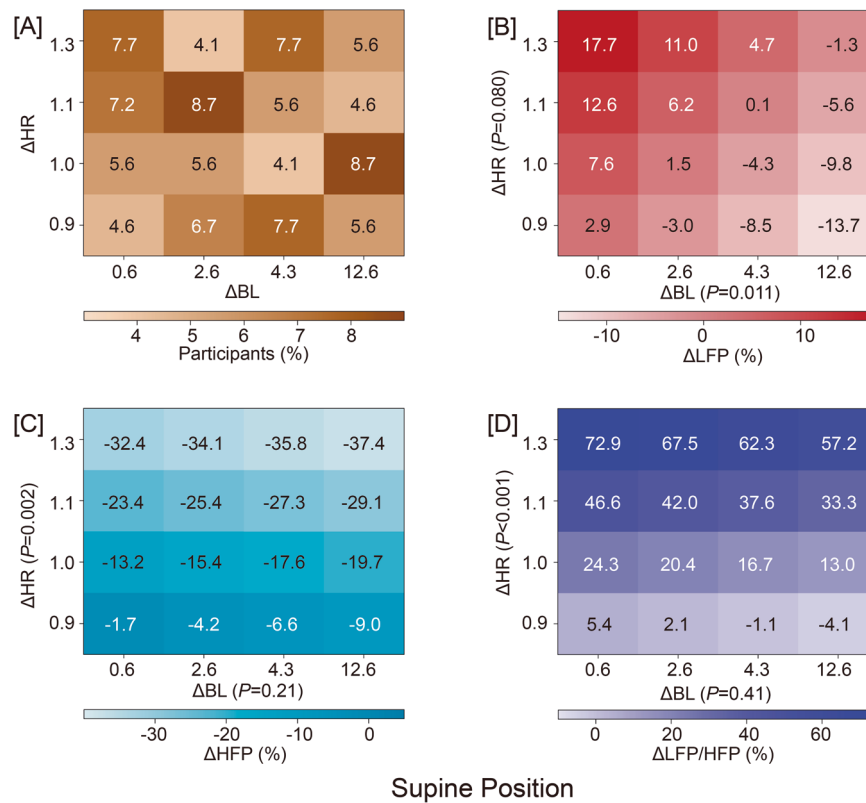 [A]
ΔHR
1.3 7.7 4.1 7.7 5.6
1.1 7.2 8.7 5.6 4.6
1.0 5.6 5.6 4.1 8.7
0.9 4.6 6.7 7.7 5.6
0.6 2.6 4.3 12.6
ΔBL
4 5 6 7 8
Participants (%)
[B]
ΔHR (P=0.080)
1.3 17.7 11.0 4.7 -1.3
1.1 12.6 6.2 0.1 -5.6
1.0 7.6 1.5 -4.3 -9.8
0.9 2.9 -3.0 -8.5 -13.7
0.6 2.6 4.3 12.6
ΔBL (P=0.011)
-10 0 10
ΔLFP (%)
[C]
ΔHR (P=0.002)
1.3 -32.4 -34.1 -35.8 -37.4
1.1 -23.4 -25.4 -27.3 -29.1
1.0 -13.2 -15.4 -17.6 -19.7
0.9 -1.7 -4.2 -6.6 -9.0
0.6 2.6 4.3 12.6
ΔBL (P=0.21)
-30 -20 -10 0
ΔHFP (%)
[D]
ΔHR (P<0.001)
1.3 72.9 67.5 62.3 57.2
1.1 46.6 42.0 37.6 33.3
1.0 24.3 20.4 16.7 13.0
0.9 5.4 2.1 -1.1 -4.1
0.6 2.6 4.3 12.6
ΔBL (P=0.41)
0 20 40 60
ΔLFP/HFP (%)
Supine Position